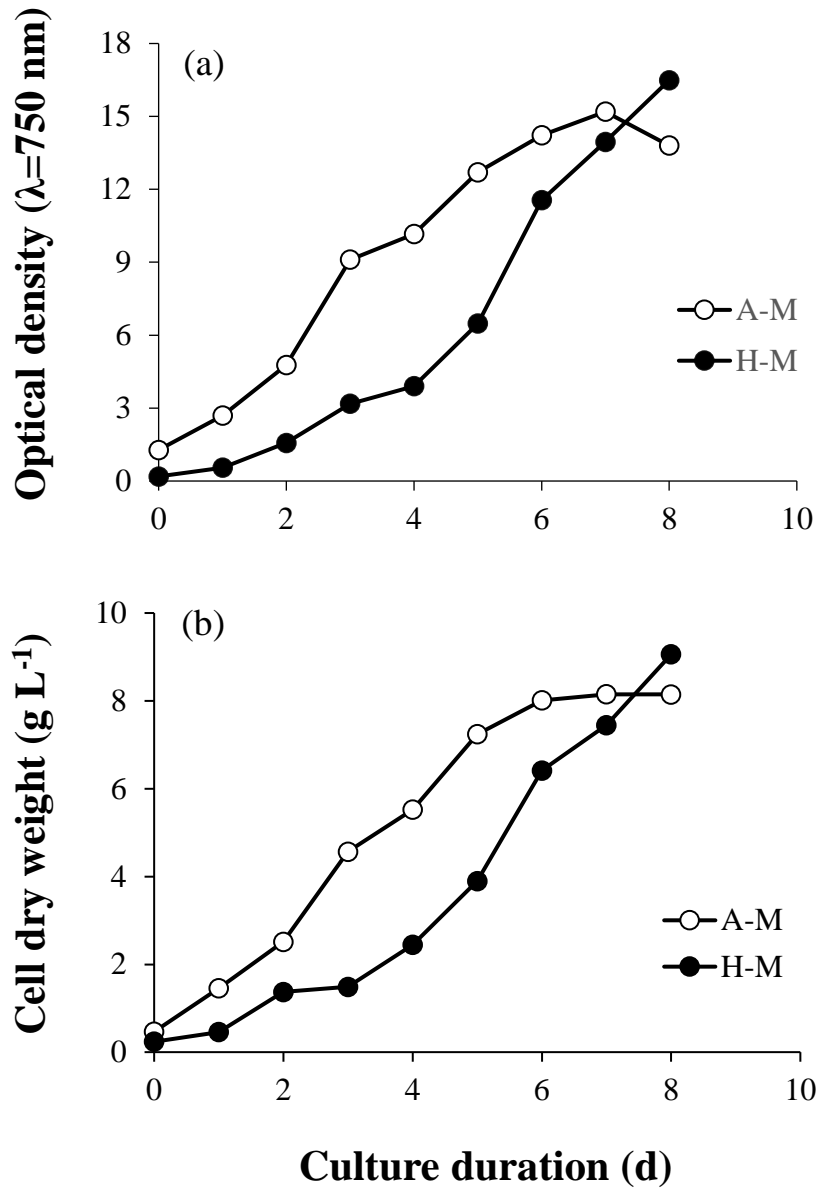 (a)
Optical density (λ=750 nm)
18
15
12
9
6
3
0
A-M
H-M
0 2 4 6 8 10
(b)
Cell dry weight (g L⁻¹)
10
8
6
4
2
0
A-M
H-M
0 2 4 6 8 10
Culture duration (d)